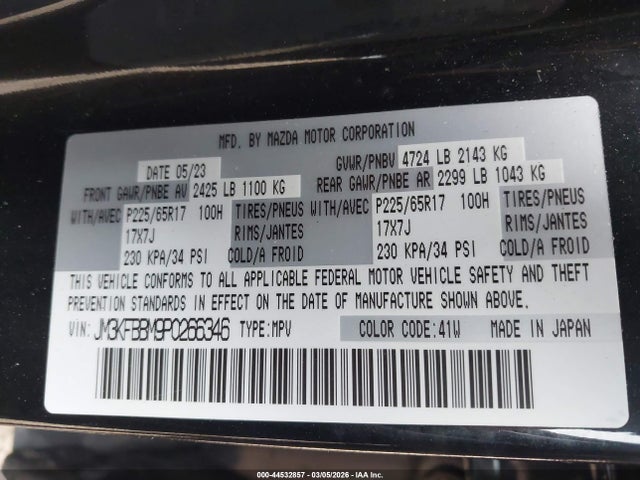 MFD. BY MAZDA MOTOR CORPORATION
DATE 05/23 GVWR/PNBV 4724 LB 2143 KG
FRONT GAWR/PNBE AV 2425 LB 1100 KG REAR GAWR/PNBE AR 2299 LB 1043 KG
WITH/AVEC P225/65R17 100H TIRES/PNEUS WITH/AVEC P225/65R17 100H TIRES/PNEUS
17X7J RIMS/JANTES 17X7J RIMS/JANTES
230 KPA/34 PSI COLD/A FROID 230 KPA/34 PSI COLD/A FROID
THIS VEHICLE CONFORMS TO ALL APPLICABLE FEDERAL MOTOR VEHICLE SAFETY AND THEFT
PREVENTION STANDARDS IN EFFECT ON THE DATE OF MANUFACTURE SHOWN ABOVE.
VIN: JM3KFBBM9P0266346 TYPE:MPV COLOR CODE:41W MADE IN JAPAN
000-44532857 | 03/05/2026 | IAA Inc.